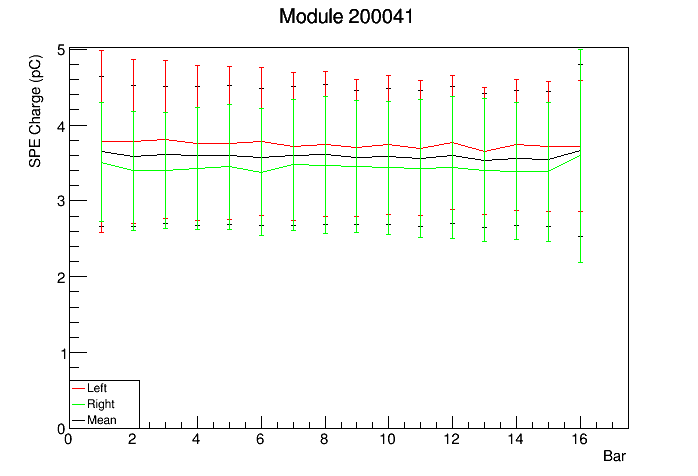 Module 200041
SPE Charge (pC)
5
4
3
2
1
0
0 2 4 6 8 10 12 14 16
Bar
Left
Right
Mean